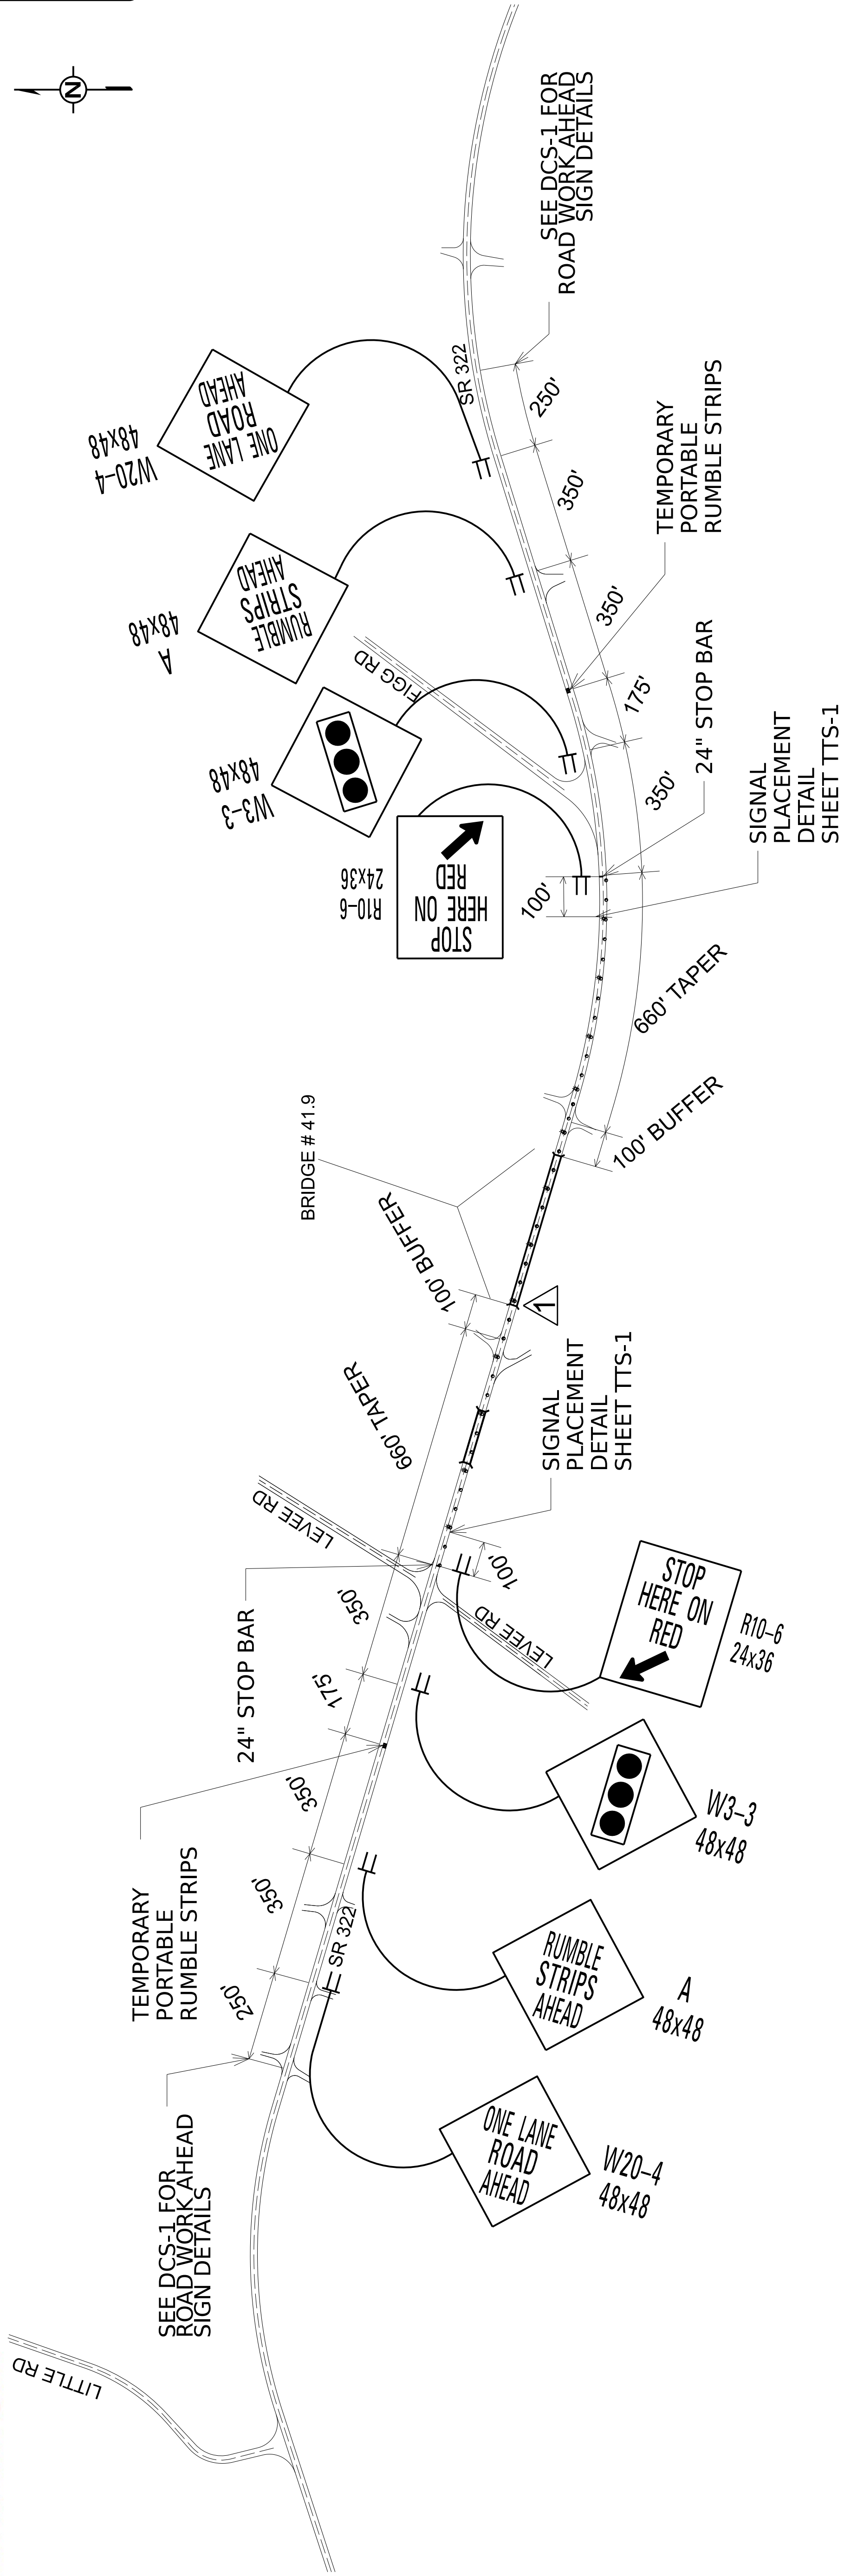 N
SEE DCS-1 FOR
ROAD WORK AHEAD
SIGN DETAILS
SR 322
W20-4
48x48
ONE LANE
ROAD
AHEAD
250'
350'
TEMPORARY
PORTABLE
RUMBLE STRIPS
A
48x48
RUMBLE
STRIPS
AHEAD
350'
FIGG RD
175'
24" STOP BAR
W3-3
48x48
350'
SIGNAL
PLACEMENT
DETAIL
SHEET TTS-1
R10-6
24x36
STOP
HERE ON
RED
100'
660' TAPER
100' BUFFER
BRIDGE # 41.9
100' BUFFER
1
SIGNAL
PLACEMENT
DETAIL
SHEET TTS-1
660' TAPER
LEVEE RD
100'
24" STOP BAR
350'
LEVEE RD
STOP
HERE ON
RED
R10-6
24x36
175'
W3-3
48x48
350'
TEMPORARY
PORTABLE
RUMBLE STRIPS
350'
SR 322
RUMBLE
STRIPS
AHEAD
A
48x48
250'
SEE DCS-1 FOR
ROAD WORK AHEAD
SIGN DETAILS
ONE LANE
ROAD
AHEAD
W20-4
48x48
LITTLE RD